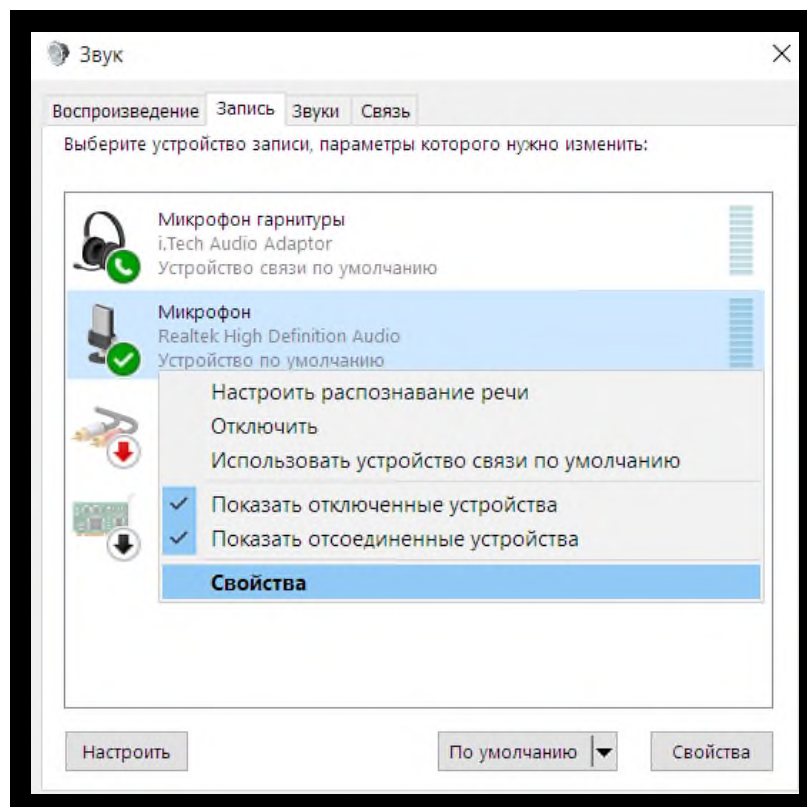 Звук
Воспроизведение Запись Звуки Связь
Выберите устройство записи, параметры которого нужно изменить:
Микрофон гарнитуры
i.Tech Audio Adaptor
Устройство связи по умолчанию
Микрофон
Realtek High Definition Audio
Устройство по умолчанию
Настроить распознавание речи
Отключить
Использовать устройство связи по умолчанию
Показать отключенные устройства
Показать отсоединенные устройства
Свойства
Настроить По умолчанию Свойства